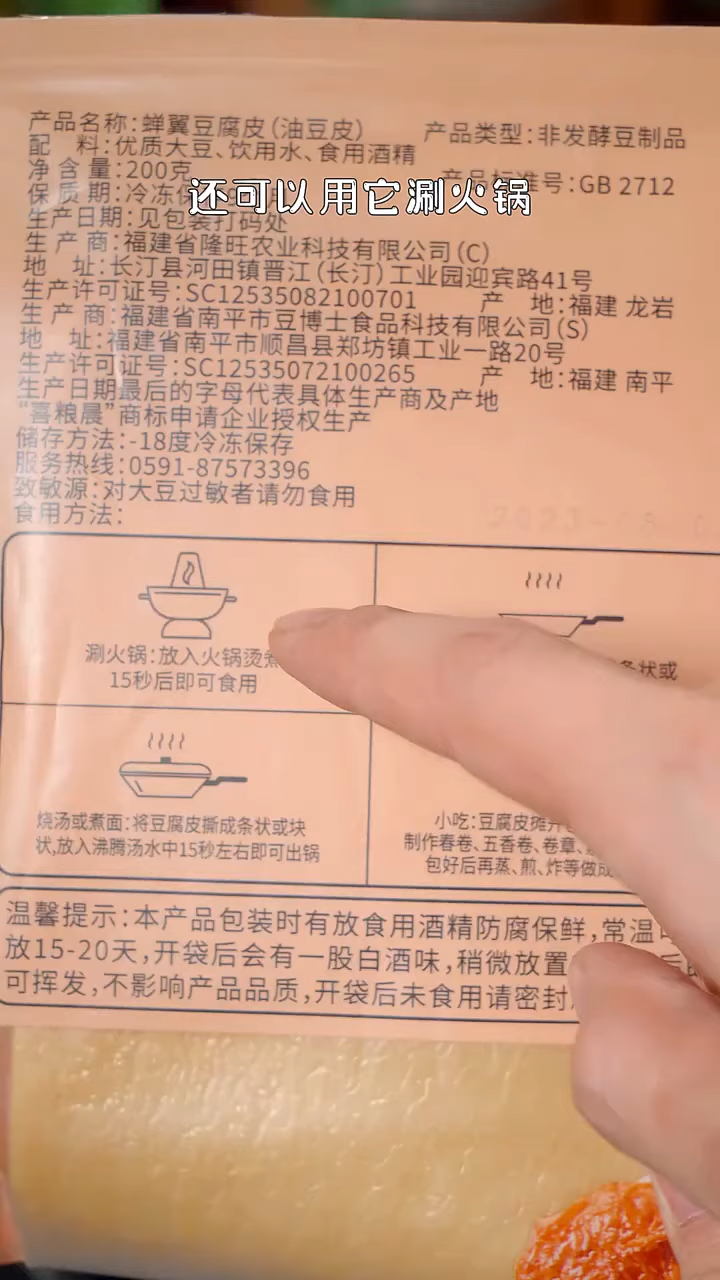 产品名称:蝉翼豆腐皮(油豆皮) 产品类型:非发酵豆制品
配 料:优质大豆、饮用水、食用酒精
净含量:200克 产品标准号:GB 2712
保质期:冷冻保
还可以用它涮火锅
生产日期:见包装打码处
生产商:福建省隆旺农业科技有限公司(C)
地 址:长汀县河田镇晋江(长汀)工业园迎宾路41号
生产许可证号:SC12535082100701 产 地:福建 龙岩
生产商:福建省南平市豆博士食品科技有限公司(S)
地 址:福建省南平市顺昌县郑坊镇工业一路20号
生产许可证号:SC12535072100265 产 地:福建 南平
生产日期最后的字母代表具体生产商及产地
“喜粮晨”商标申请企业授权生产
储存方法:-18度冷冻保存
服务热线:0591-87573396
致敏源:对大豆过敏者请勿食用
食用方法:
涮火锅:放入火锅烫煮
15秒后即可食用
条状或
烧汤或煮面:将豆腐皮撕成条状或块
状,放入沸腾汤水中15秒左右即可出锅
小吃:豆腐皮摊开
制作春卷、五香卷、卷章、
包好后再蒸、煎、炸等做成
温馨提示:本产品包装时有放食用酒精防腐保鲜,常温
放15-20天,开袋后会有一股白酒味,稍微放置 后即
可挥发,不影响产品品质,开袋后未食用请密封